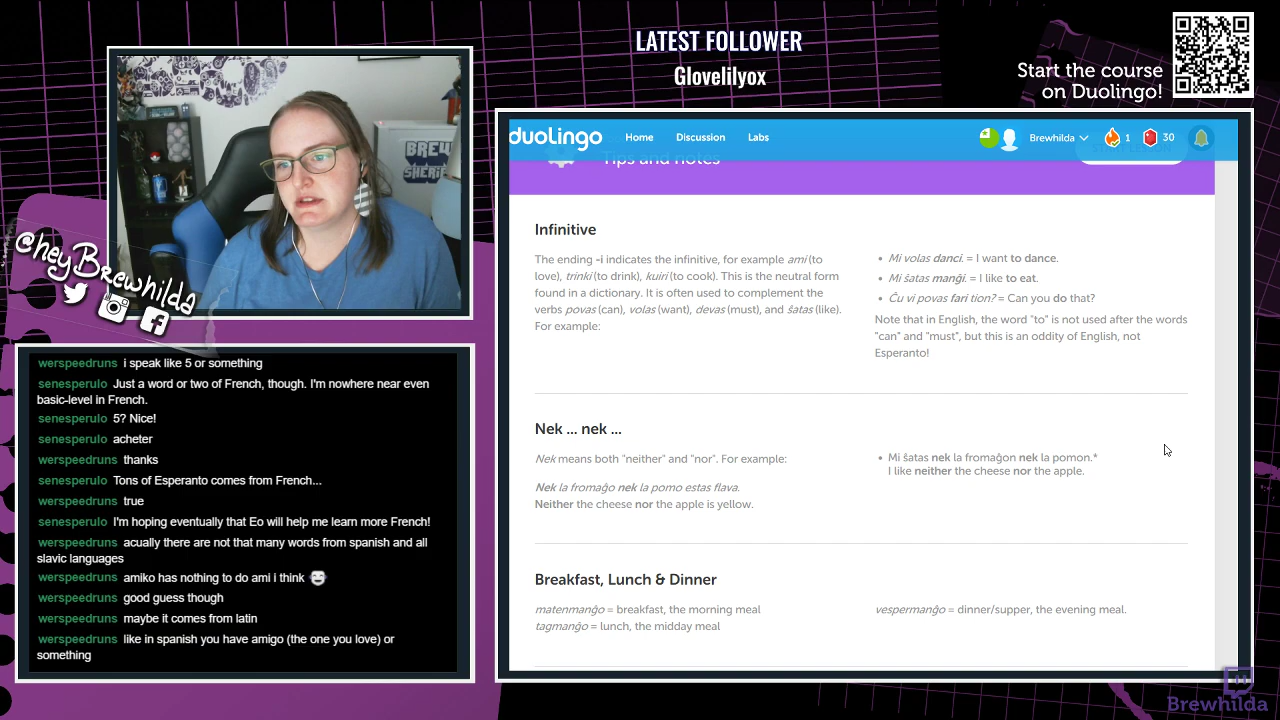 LATEST FOLLOWER
Glovelilyox
Start the course
on Duolingo!
BREW
SHERIF
@heyBrewhilda
duolingo
Home
Discussion
Labs
Brewhilda
1
30
Tips and notes
Infinitive
The ending -i indicates the infinitive, for example ami (to
love), trinki (to drink), kuiri (to cook). This is the neutral form
found in a dictionary. It is often used to complement the
verbs povas (can), volas (want), devas (must), and ŝatas (like).
For example:
• Mi volas danci. = I want to dance.
• Mi ŝatas manĝi. = I like to eat.
• Ĉu vi povas fari tion? = Can you do that?
Note that in English, the word "to" is not used after the words
"can" and "must", but this is an oddity of English, not
Esperanto!
Nek ... nek ...
Nek means both "neither" and "nor". For example:
Nek la fromaĝo nek la pomo estas flava.
Neither the cheese nor the apple is yellow.
• Mi ŝatas nek la fromaĝon nek la pomon.*
I like neither the cheese nor the apple.
Breakfast, Lunch & Dinner
matenmanĝo = breakfast, the morning meal
tagmanĝo = lunch, the midday meal
vespermanĝo = dinner/supper, the evening meal.
werspeedruns i speak like 5 or something
senesperulo Just a word or two of French, though. I'm nowhere near even
basic-level in French.
senesperulo 5? Nice!
senesperulo acheter
werspeedruns thanks
senesperulo Tons of Esperanto comes from French...
werspeedruns true
senesperulo I'm hoping eventually that Eo will help me learn more French!
werspeedruns acually there are not that many words from spanish and all
slavic languages
werspeedruns amiko has nothing to do ami i think
werspeedruns good guess though
werspeedruns maybe it comes from latin
werspeedruns like in spanish you have amigo (the one you love) or
something
Brewhilda